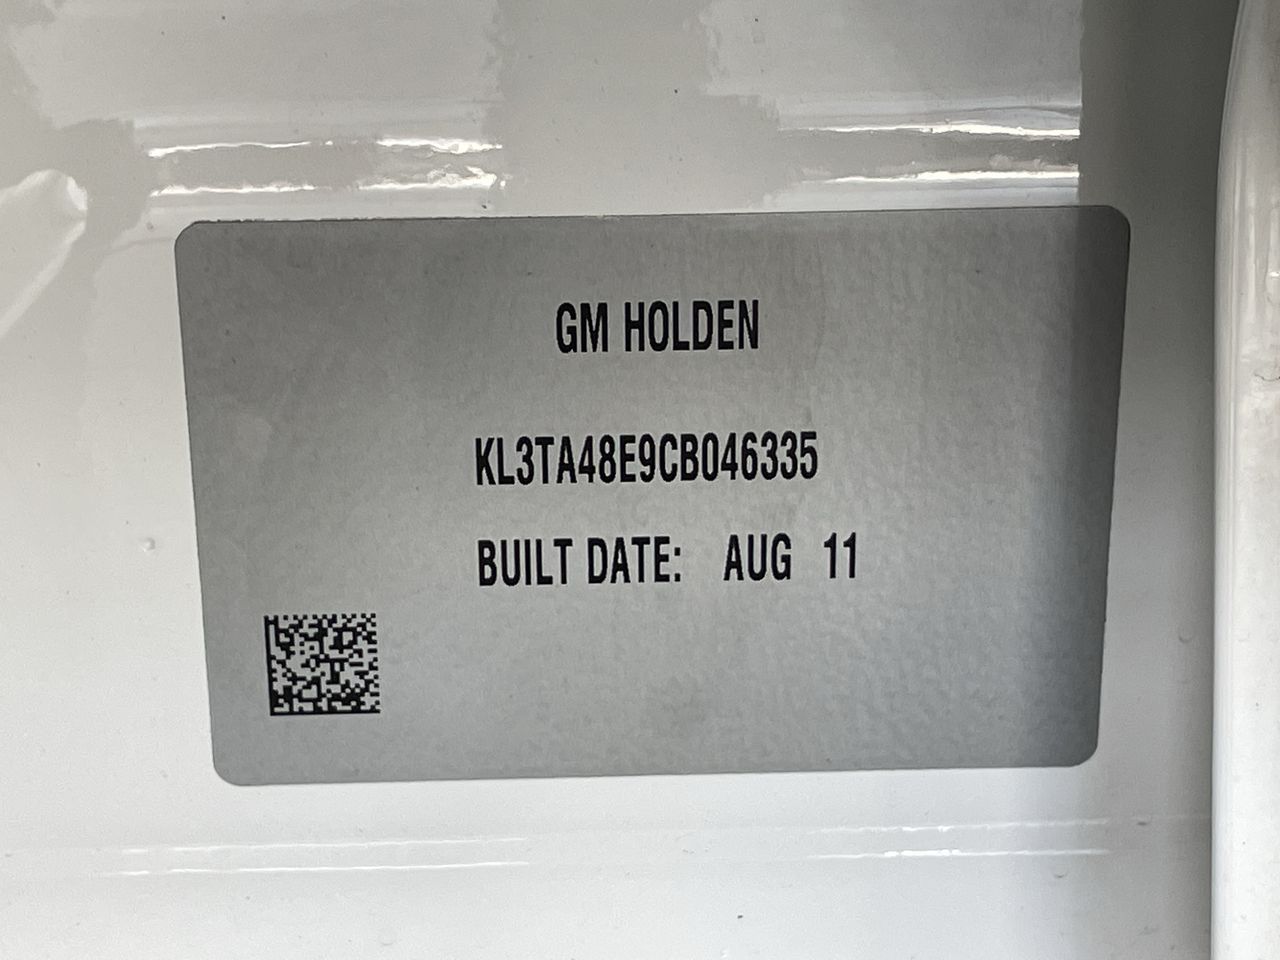 GM HOLDEN
KL3TA48E9CB046335
BUILT DATE: AUG 11